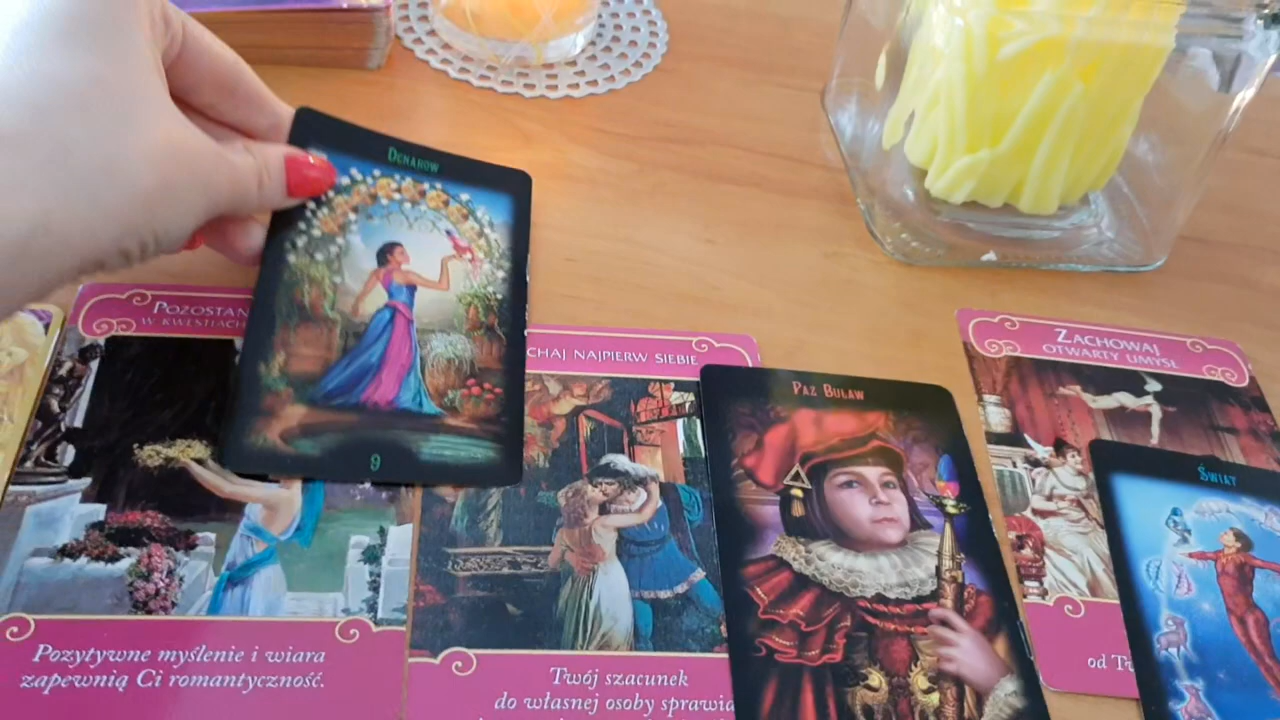 Denarów
9
Pozostań
w kwestiach
Pozytywne myślenie i wiara
zapewnią Ci romantyczność.
chaj najpierw siebie
Twój szacunek
do własnej osoby sprawia
Paź Buław
Zachowaj
otwarty umysł
od
Świat